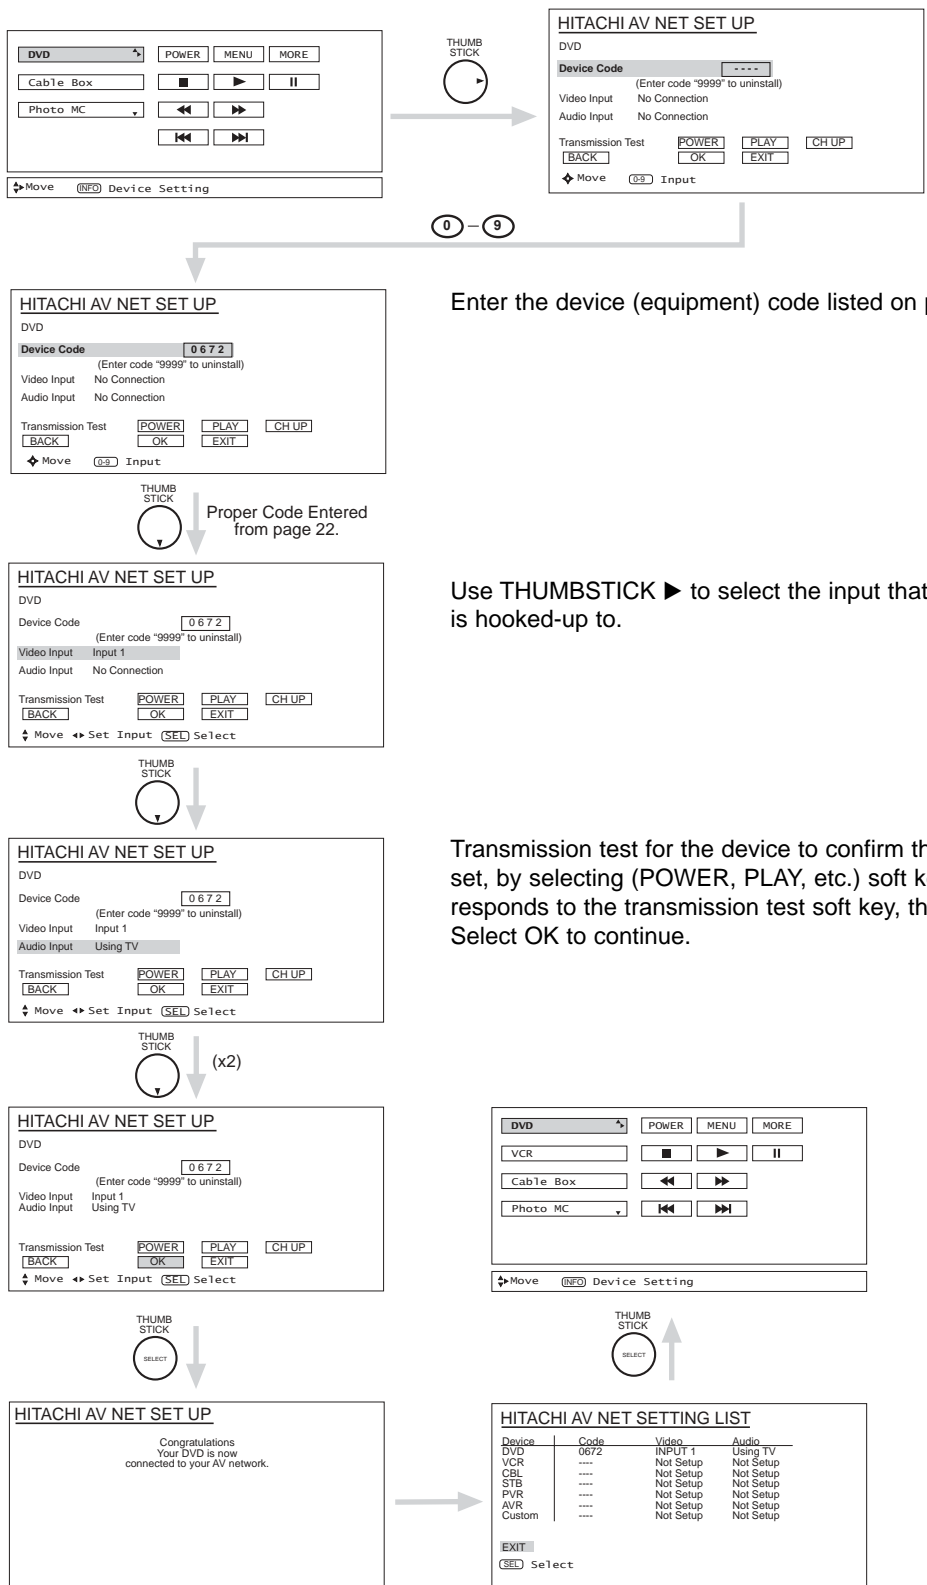 DVD POWER MENU MORE
Cable Box
Photo MC
Move INFO Device Setting
THUMB
STICK
HITACHI AV NET SET UP
DVD
Device Code - - - -
(Enter code "9999" to uninstall)
Video Input No Connection
Audio Input No Connection
Transmission Test POWER PLAY CH UP
BACK OK EXIT
Move 0-9 Input
0 – 9
HITACHI AV NET SET UP
DVD
Device Code 0 6 7 2
(Enter code "9999" to uninstall)
Video Input No Connection
Audio Input No Connection
Transmission Test POWER PLAY CH UP
BACK OK EXIT
Move 0-9 Input
Enter the device (equipment) code listed on
THUMB
STICK
Proper Code Entered
from page 22.
HITACHI AV NET SET UP
DVD
Device Code 0 6 7 2
(Enter code "9999" to uninstall)
Video Input Input 1
Audio Input No Connection
Transmission Test POWER PLAY CH UP
BACK OK EXIT
Move Set Input SEL Select
Use THUMBSTICK ▶ to select the input that
is hooked-up to.
THUMB
STICK
HITACHI AV NET SET UP
DVD
Device Code 0 6 7 2
(Enter code "9999" to uninstall)
Video Input Input 1
Audio Input Using TV
Transmission Test POWER PLAY CH UP
BACK OK EXIT
Move Set Input SEL Select
Transmission test for the device to confirm
set, by selecting (POWER, PLAY, etc.) soft
responds to the transmission test soft key,
Select OK to continue.
THUMB
STICK
(x2)
HITACHI AV NET SET UP
DVD
Device Code 0 6 7 2
(Enter code "9999" to uninstall)
Video Input Input 1
Audio Input Using TV
Transmission Test POWER PLAY CH UP
BACK OK EXIT
Move Set Input SEL Select
THUMB
STICK
SELECT
HITACHI AV NET SET UP
Congratulations
Your DVD is now
connected to your AV network.
HITACHI AV NET SETTING LIST
Device Code Video Audio
DVD 0672 INPUT 1 Using TV
VCR ---- Not Setup Not Setup
CBL ---- Not Setup Not Setup
STB ---- Not Setup Not Setup
PVR ---- Not Setup Not Setup
AVR ---- Not Setup Not Setup
Custom ---- Not Setup Not Setup
EXIT
SEL Select
THUMB
STICK
SELECT
DVD POWER MENU MORE
VCR
Cable Box
Photo MC
Move INFO Device Setting